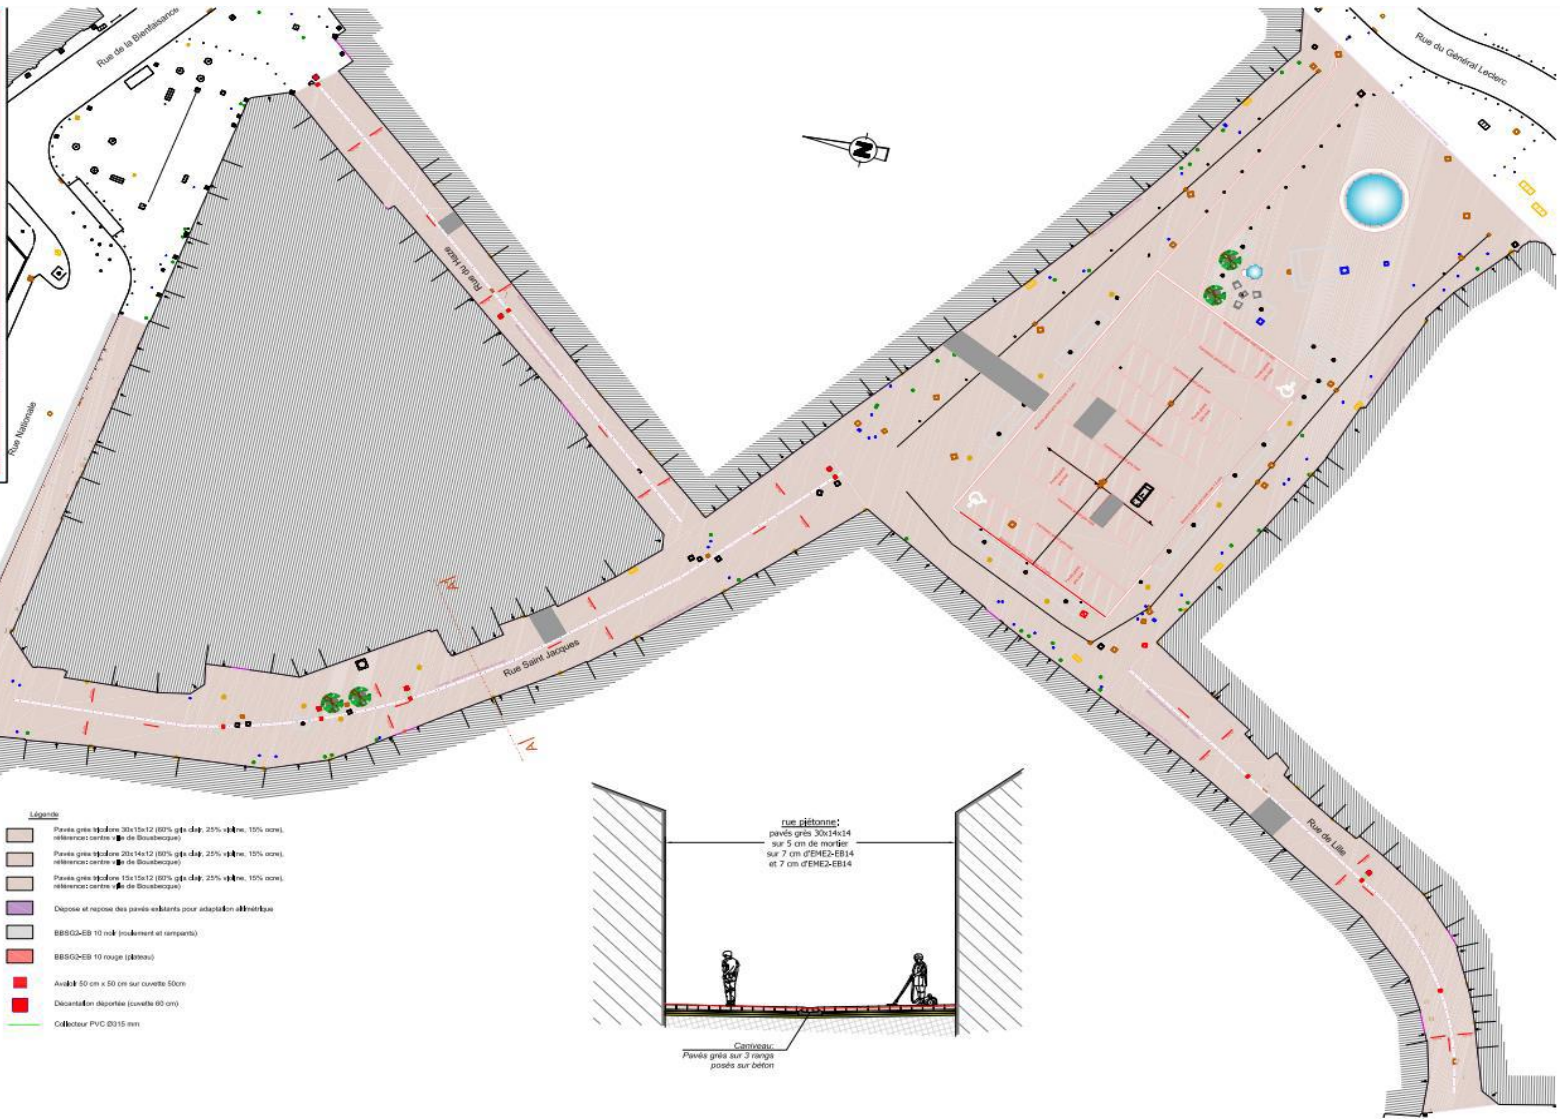 Rue de la Bienfaisance
Rue du Général Leclerc
N
Rue du Haze
Rue Nationale
A
Rue Saint Jacques
A
Rue de Lille
Légende
Pavés grès tricolore 30x15x12 (60% gris clair, 25% violine, 15% ocre),
référence: centre ville de Bousbecque)
Pavés grès tricolore 20x14x12 (60% gris clair, 25% violine, 15% ocre),
référence: centre ville de Bousbecque)
Pavés grès tricolore 15x15x12 (60% gris clair, 25% violine, 15% ocre),
référence: centre ville de Bousbecque)
Dépose et repose des pavés existants pour adaptation altimétrique
BBSG2-EB 10 noir (roulement et rampants)
BBSG2-EB 10 rouge (plateau)
Avaloir 50 cm x 50 cm sur cuvette 50cm
Décantation déportée (cuvette 60 cm)
Collecteur PVC Ø315 mm
rue piétonne:
pavés grès 30x14x14
sur 5 cm de mortier
sur 7 cm d'EME2-EB14
et 7 cm d'EME2-EB14
Caniveau:
Pavés grès sur 3 rangs
posés sur béton